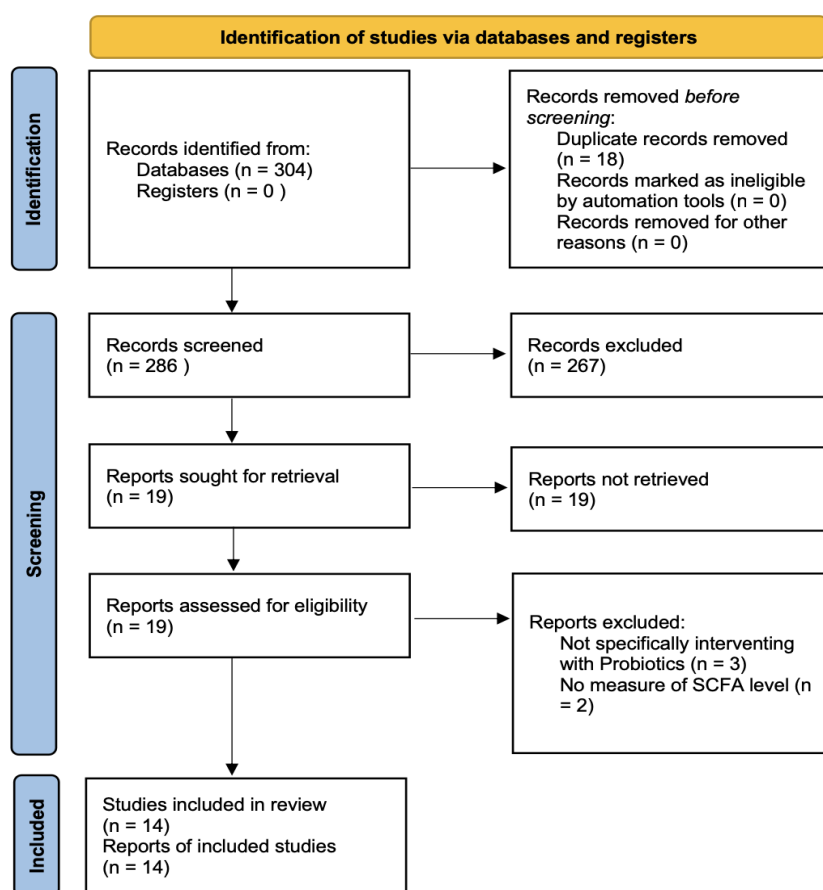 Identification of studies via databases and registers
Identification
Records identified from:
Databases (n = 304)
Registers (n = 0 )
Records removed before
screening:
Duplicate records removed
(n = 18)
Records marked as ineligible
by automation tools (n = 0)
Records removed for other
reasons (n = 0)
Screening
Records screened
(n = 286 )
Records excluded
(n = 267)
Reports sought for retrieval
(n = 19)
Reports not retrieved
(n = 19)
Reports assessed for eligibility
(n = 19)
Reports excluded:
Not specifically interventing
with Probiotics (n = 3)
No measure of SCFA level (n
= 2)
Included
Studies included in review
(n = 14)
Reports of included studies
(n = 14)